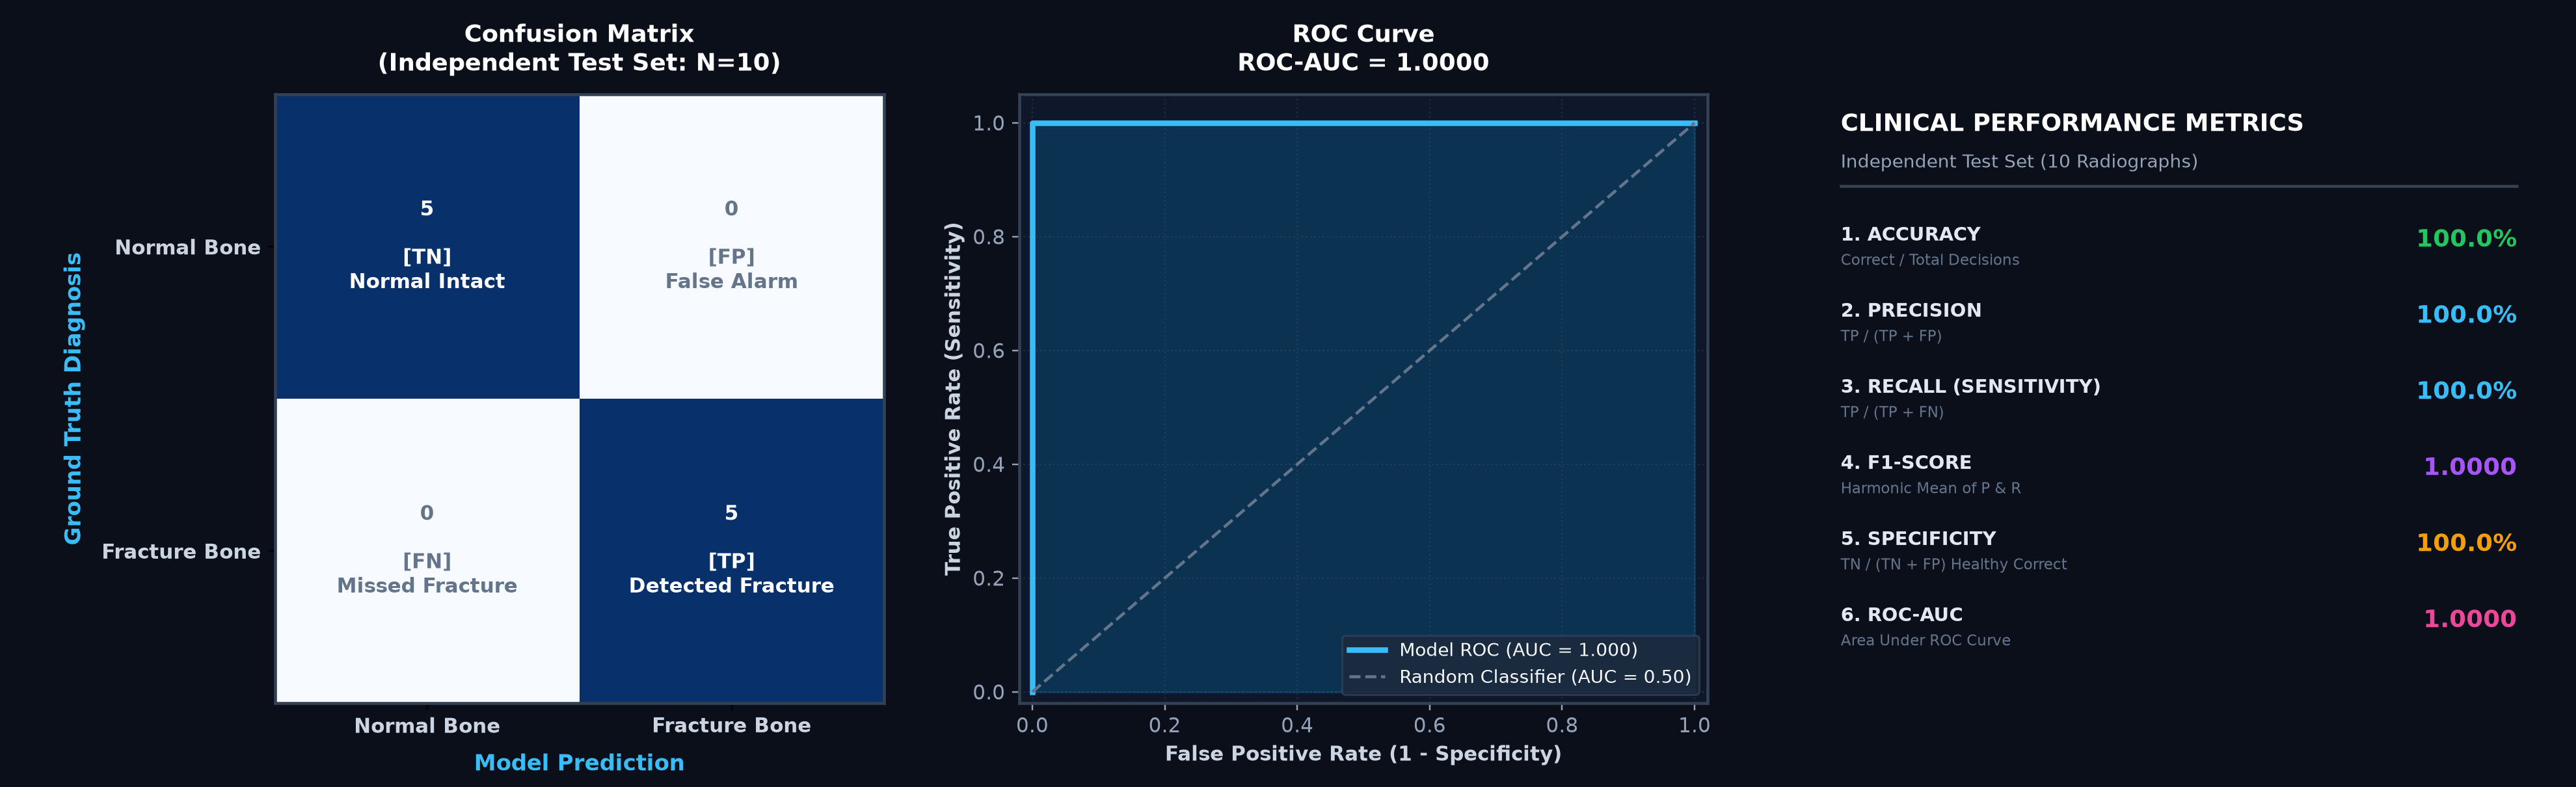 Confusion Matrix
(Independent Test Set: N=10)
Ground Truth Diagnosis
Normal Bone
Fracture Bone
5
[TN]
Normal Intact
0
[FP]
False Alarm
0
[FN]
Missed Fracture
5
[TP]
Detected Fracture
Normal Bone
Fracture Bone
Model Prediction
ROC Curve
ROC-AUC = 1.0000
True Positive Rate (Sensitivity)
1.0
0.8
0.6
0.4
0.2
0.0
Model ROC (AUC = 1.000)
Random Classifier (AUC = 0.50)
0.0
0.2
0.4
0.6
0.8
1.0
False Positive Rate (1 - Specificity)
CLINICAL PERFORMANCE METRICS
Independent Test Set (10 Radiographs)
1. ACCURACY
100.0%
Correct / Total Decisions
2. PRECISION
100.0%
TP / (TP + FP)
3. RECALL (SENSITIVITY)
100.0%
TP / (TP + FN)
4. F1-SCORE
1.0000
Harmonic Mean of P & R
5. SPECIFICITY
100.0%
TN / (TN + FP) Healthy Correct
6. ROC-AUC
1.0000
Area Under ROC Curve